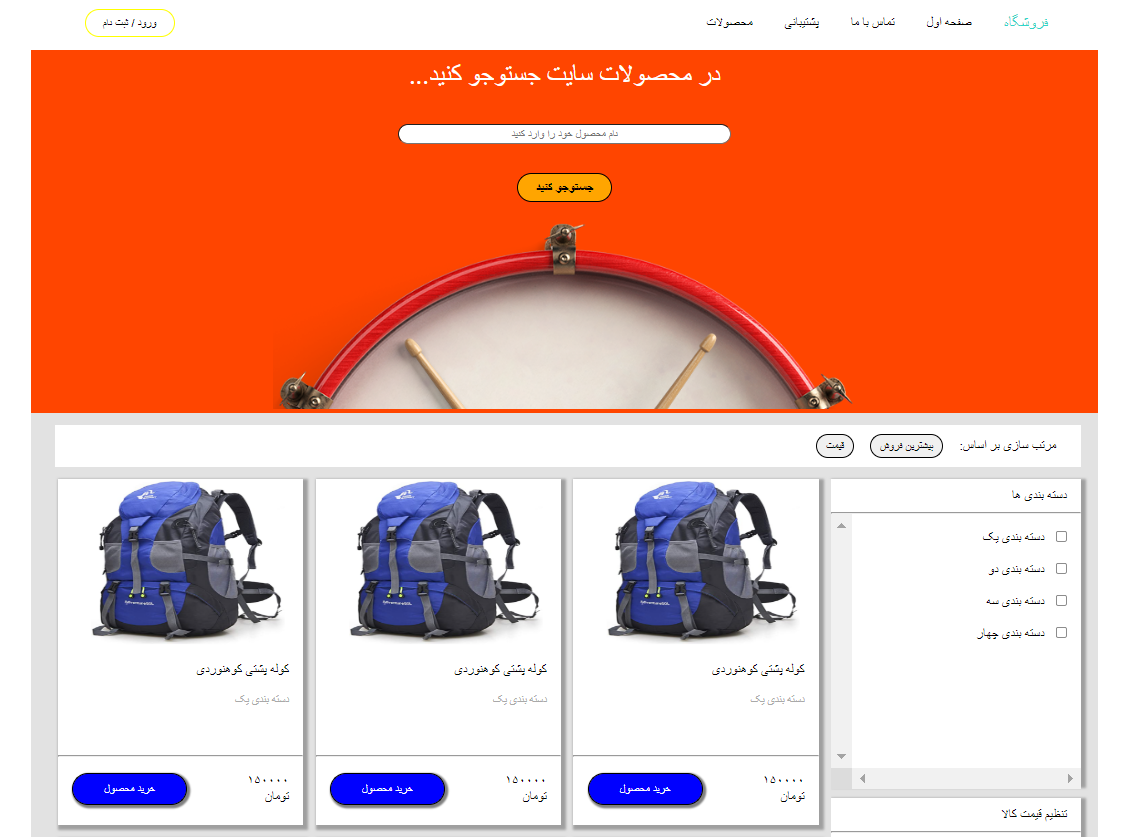 فروشگاه
صفحه اول
تماس با ما
پشتیبانی
محصولات
ورود / ثبت نام
در محصولات سایت جستوجو کنید...
نام محصول خود را وارد کنید
جستوجو کنید
مرتب سازی بر اساس:
بیشترین فروش
قیمت
دسته بندی ها
دسته بندی یک
دسته بندی دو
دسته بندی سه
دسته بندی چهار
تنظیم قیمت کالا
کوله پشتی کوهنوردی
دسته بندی یک
۱۵۰۰۰۰
تومان
خرید محصول
کوله پشتی کوهنوردی
دسته بندی یک
۱۵۰۰۰۰
تومان
خرید محصول
کوله پشتی کوهنوردی
دسته بندی یک
۱۵۰۰۰۰
تومان
خرید محصول